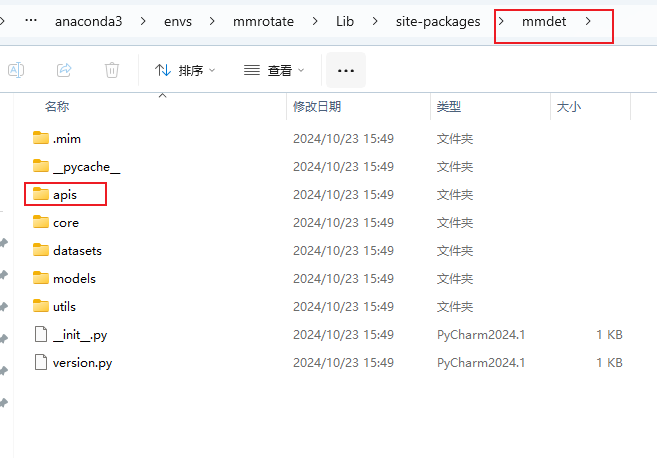 ··· anaconda3 > envs > mmrotate > Lib > site-packages > mmdet >
排序 查看 ···
名称 修改日期 类型 大小
.mim 2024/10/23 15:49 文件夹
__pycache__ 2024/10/23 15:49 文件夹
apis 2024/10/23 15:49 文件夹
core 2024/10/23 15:49 文件夹
datasets 2024/10/23 15:49 文件夹
models 2024/10/23 15:49 文件夹
utils 2024/10/23 15:49 文件夹
__init__.py 2024/10/23 15:49 PyCharm2024.1 1 KB
version.py 2024/10/23 15:49 PyCharm2024.1 1 KB